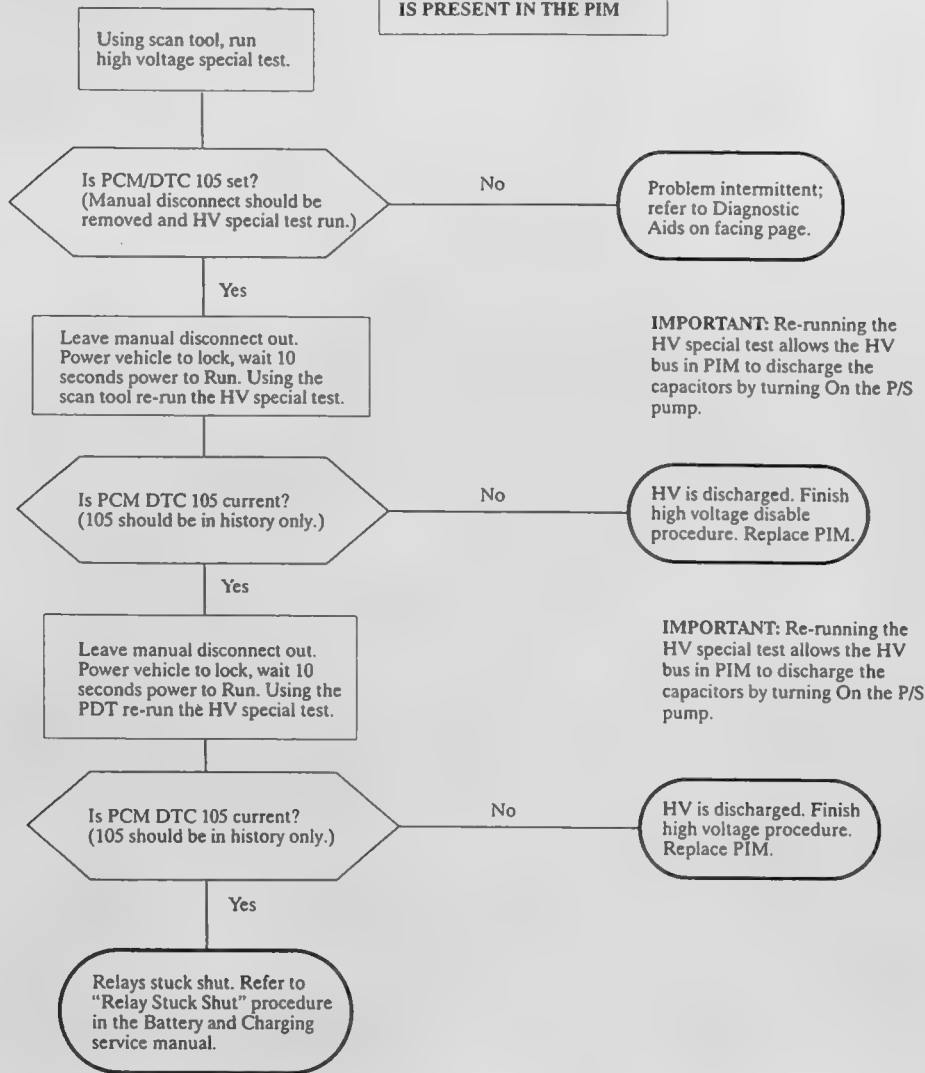 IS PRESENT IN THE PIM
Using scan tool, run
high voltage special test.
Is PCM/DTC 105 set?
(Manual disconnect should be
removed and HV special test run.)
No
Problem intermittent;
refer to Diagnostic
Aids on facing page.
Yes
Leave manual disconnect out.
Power vehicle to lock, wait 10
seconds power to Run. Using the
scan tool re-run the HV special test.
IMPORTANT: Re-running the
HV special test allows the HV
bus in PIM to discharge the
capacitors by turning On the P/S
pump.
Is PCM DTC 105 current?
(105 should be in history only.)
No
HV is discharged. Finish
high voltage disable
procedure. Replace PIM.
Yes
Leave manual disconnect out.
Power vehicle to lock, wait 10
seconds power to Run. Using the
PDT re-run the HV special test.
IMPORTANT: Re-running the
HV special test allows the HV
bus in PIM to discharge the
capacitors by turning On the P/S
pump.
Is PCM DTC 105 current?
(105 should be in history only.)
No
HV is discharged. Finish
high voltage procedure.
Replace PIM.
Yes
Relays stuck shut. Refer to
"Relay Stuck Shut" procedure
in the Battery and Charging
service manual.